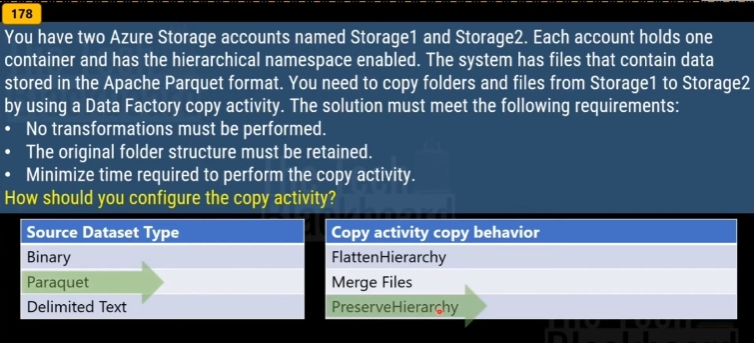 178
You have two Azure Storage accounts named Storage1 and Storage2. Each account holds one
container and has the hierarchical namespace enabled. The system has files that contain data
stored in the Apache Parquet format. You need to copy folders and files from Storage1 to Storage2
by using a Data Factory copy activity. The solution must meet the following requirements:
• No transformations must be performed.
• The original folder structure must be retained.
• Minimize time required to perform the copy activity.
How should you configure the copy activity?
Source Dataset Type Copy activity copy behavior
Binary FlattenHierarchy
Paraquet Merge Files
Delimited Text PreserveHierarchy